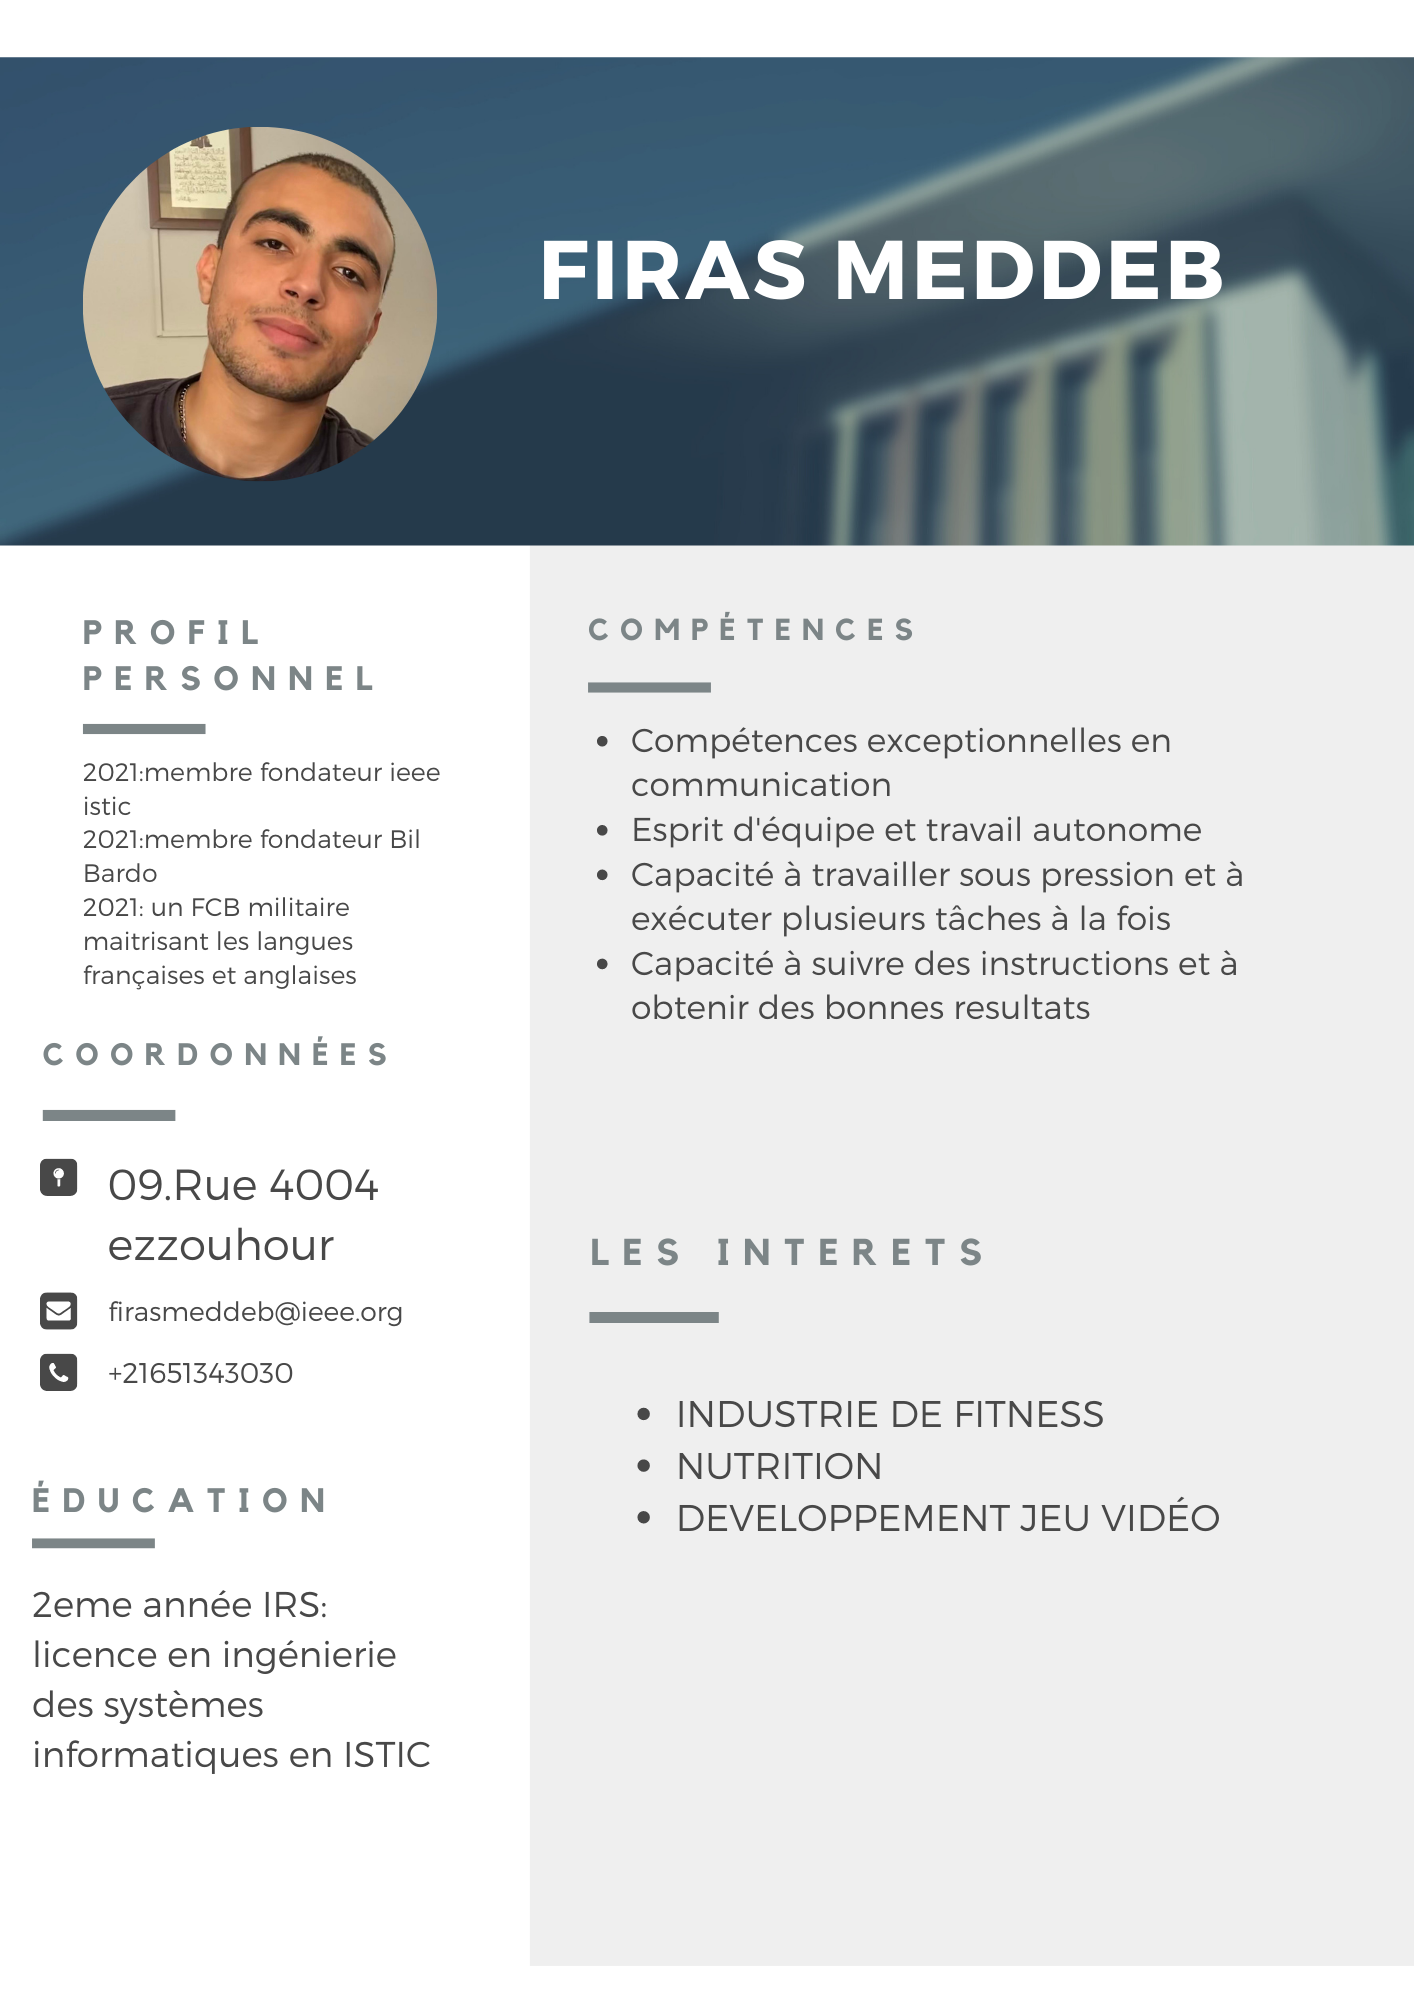 FIRAS MEDDEB
PROFIL
PERSONNEL
2021:membre fondateur ieee
istic
2021:membre fondateur Bil
Bardo
2021: un FCB militaire
maitrisant les langues
françaises et anglaises
COORDONNÉES
09.Rue 4004
ezzouhour
firasmeddeb@ieee.org
+21651343030
ÉDUCATION
2eme année IRS:
licence en ingénierie
des systèmes
informatiques en ISTIC
COMPÉTENCES
• Compétences exceptionnelles en
communication
• Esprit d'équipe et travail autonome
• Capacité à travailler sous pression et à
exécuter plusieurs tâches à la fois
• Capacité à suivre des instructions et à
obtenir des bonnes resultats
LES INTERETS
• INDUSTRIE DE FITNESS
• NUTRITION
• DEVELOPPEMENT JEU VIDÉO